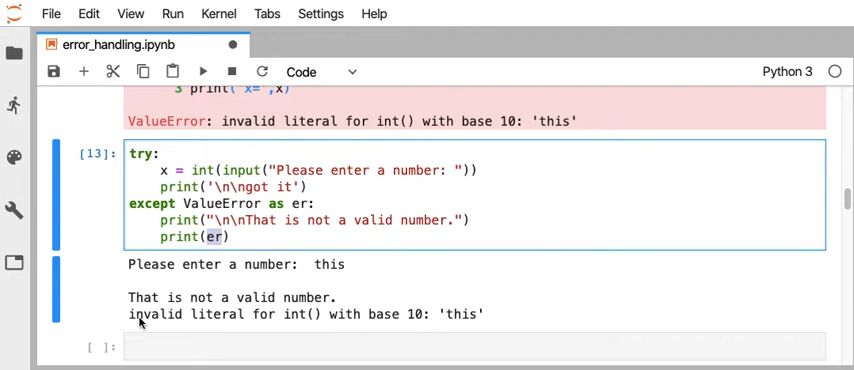 File Edit View Run Kernel Tabs Settings Help
error_handling.ipynb
Code
Python 3
3 print('x=',x)
ValueError: invalid literal for int() with base 10: 'this'
[13]: try:
x = int(input("Please enter a number: "))
print('\n\ngot it')
except ValueError as er:
print("\n\nThat is not a valid number.")
print(er)
Please enter a number: this
That is not a valid number.
invalid literal for int() with base 10: 'this'
[ ]: